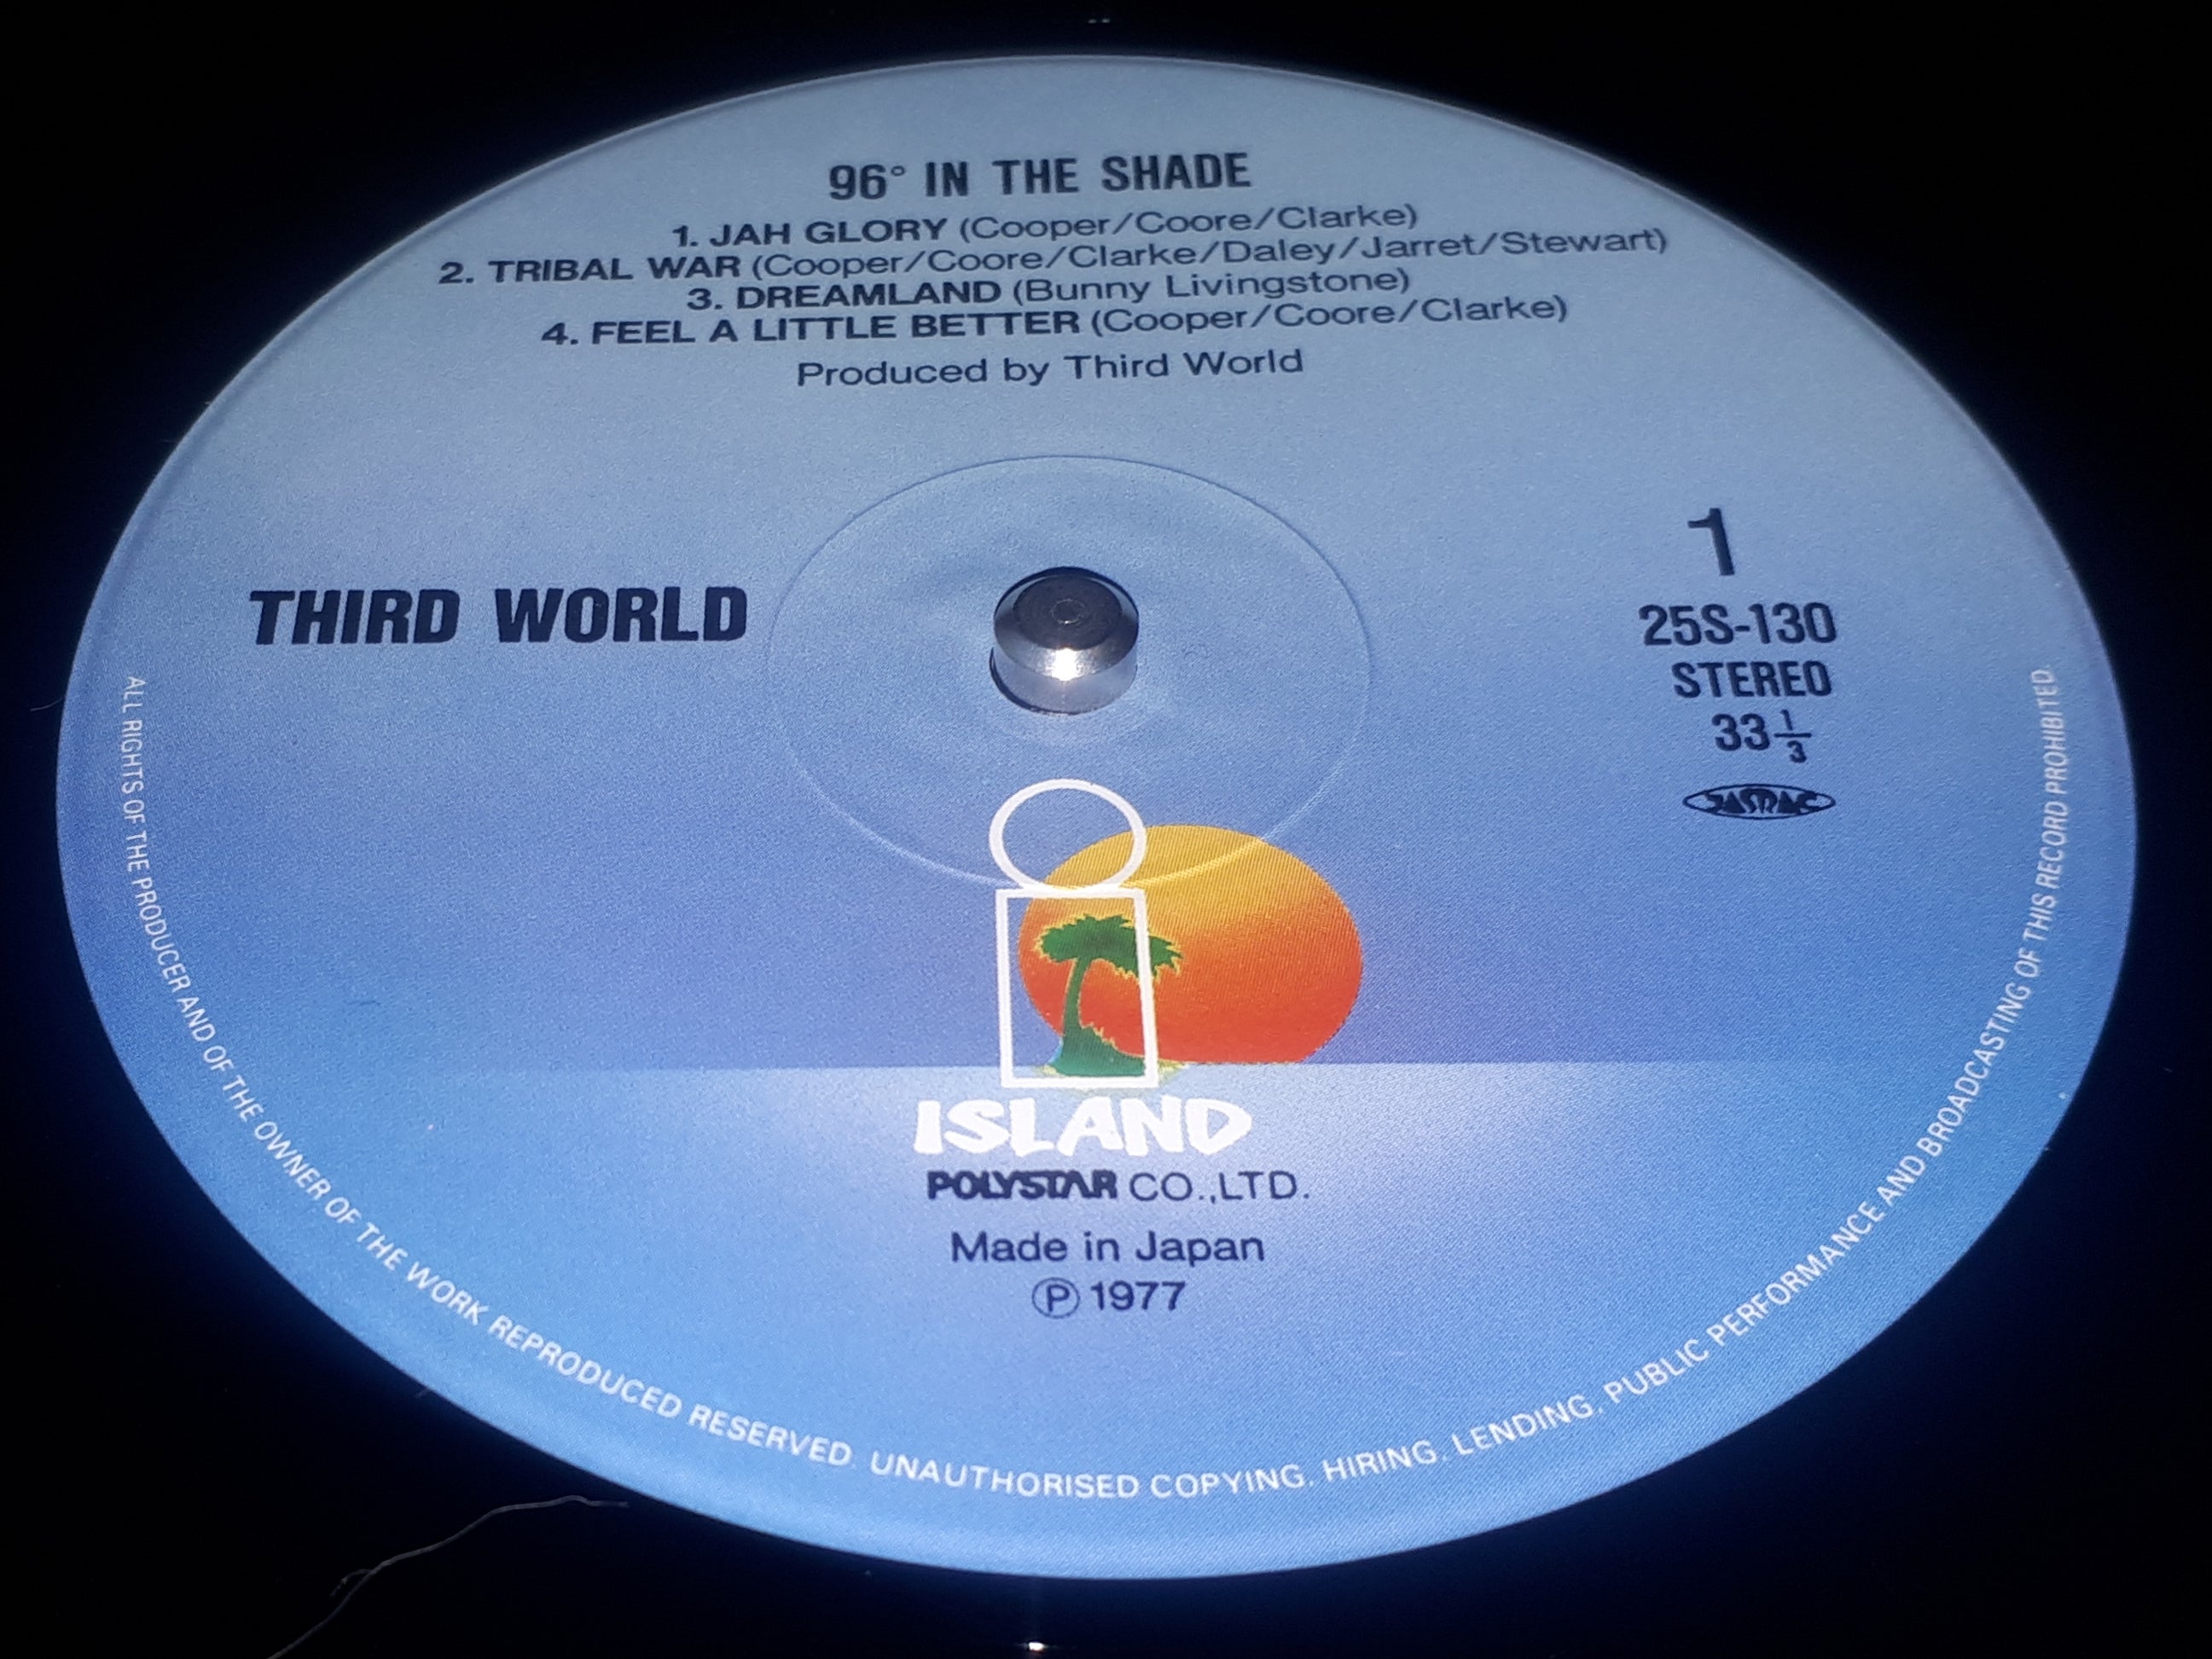 96° IN THE SHADE
1. JAH GLORY (Cooper/Coore/Clarke)
2. TRIBAL WAR (Cooper/Coore/Clarke/Daley/Jarret/Stewart)
3. DREAMLAND (Bunny Livingstone)
4. FEEL A LITTLE BETTER (Cooper/Coore/Clarke)
Produced by Third World
THIRD WORLD
1
25S-130
STEREO
33 1/3
JASRAC
i
ISLAND
POLYSTAR CO.,LTD.
Made in Japan
Ⓟ 1977
ALL RIGHTS OF THE PRODUCER AND OF THE OWNER OF THE WORK REPRODUCED RESERVED. UNAUTHORISED COPYING, HIRING, LENDING, PUBLIC PERFORMANCE AND BROADCASTING OF THIS RECORD PROHIBITED.